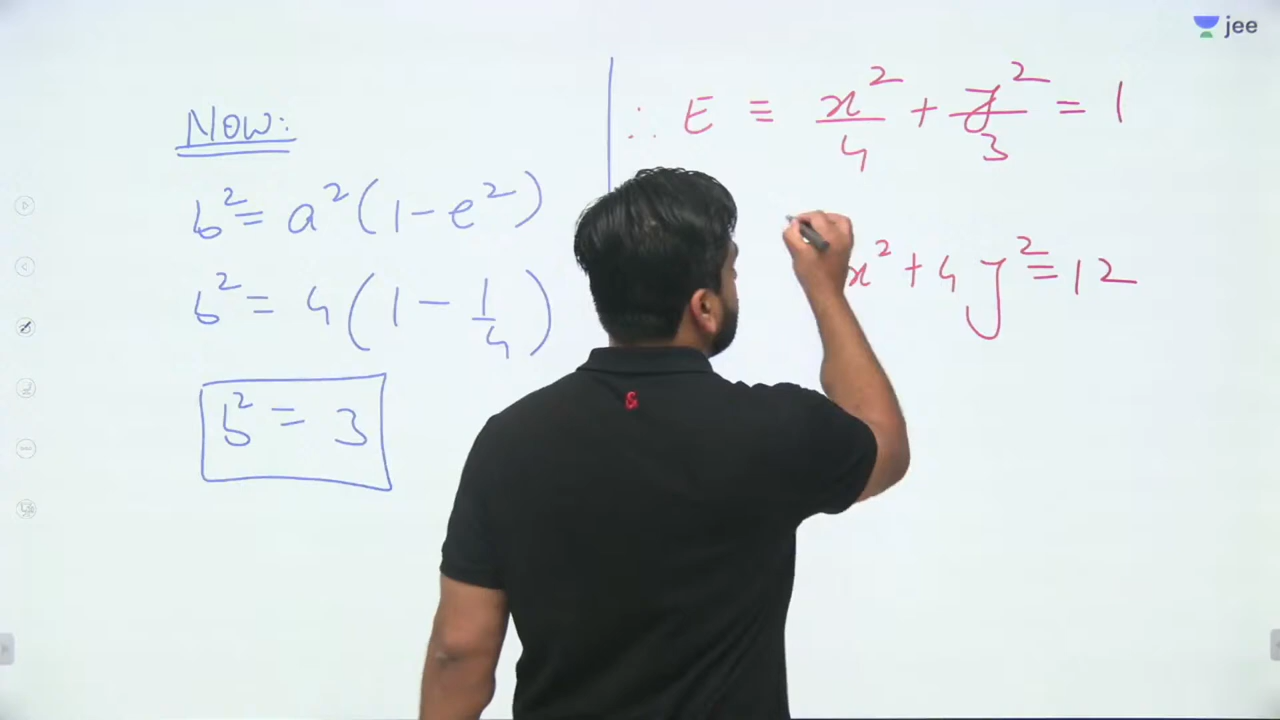 jee
Now:
b² = a² (1 - e²)
b² = 4 (1 - 1/4)
b² = 3
∴ E ≡ x²/4 + y²/3 = 1
x² + 4y² = 12